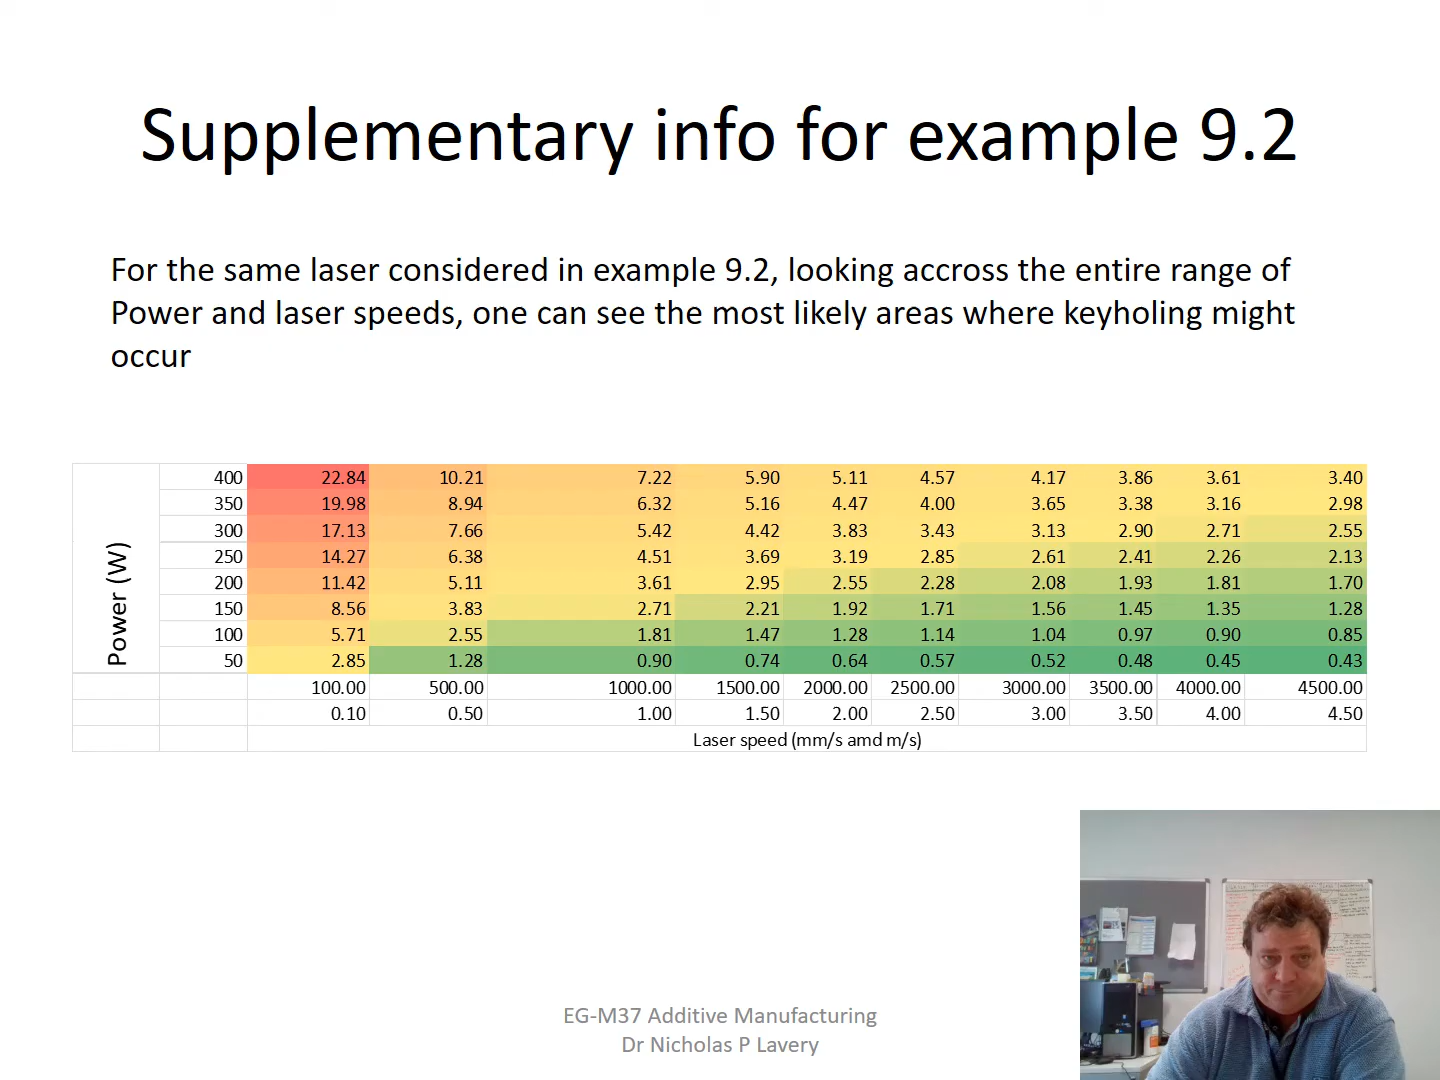 Supplementary info for example 9.2
For the same laser considered in example 9.2, looking accross the entire range of
Power and laser speeds, one can see the most likely areas where keyholing might
occur
Power (W)
400 22.84 10.21 7.22 5.90 5.11 4.57 4.17 3.86 3.61 3.40
350 19.98 8.94 6.32 5.16 4.47 4.00 3.65 3.38 3.16 2.98
300 17.13 7.66 5.42 4.42 3.83 3.43 3.13 2.90 2.71 2.55
250 14.27 6.38 4.51 3.69 3.19 2.85 2.61 2.41 2.26 2.13
200 11.42 5.11 3.61 2.95 2.55 2.28 2.08 1.93 1.81 1.70
150 8.56 3.83 2.71 2.21 1.92 1.71 1.56 1.45 1.35 1.28
100 5.71 2.55 1.81 1.47 1.28 1.14 1.04 0.97 0.90 0.85
50 2.85 1.28 0.90 0.74 0.64 0.57 0.52 0.48 0.45 0.43
100.00 500.00 1000.00 1500.00 2000.00 2500.00 3000.00 3500.00 4000.00 4500.00
0.10 0.50 1.00 1.50 2.00 2.50 3.00 3.50 4.00 4.50
Laser speed (mm/s amd m/s)
EG-M37 Additive Manufacturing
Dr Nicholas P Lavery